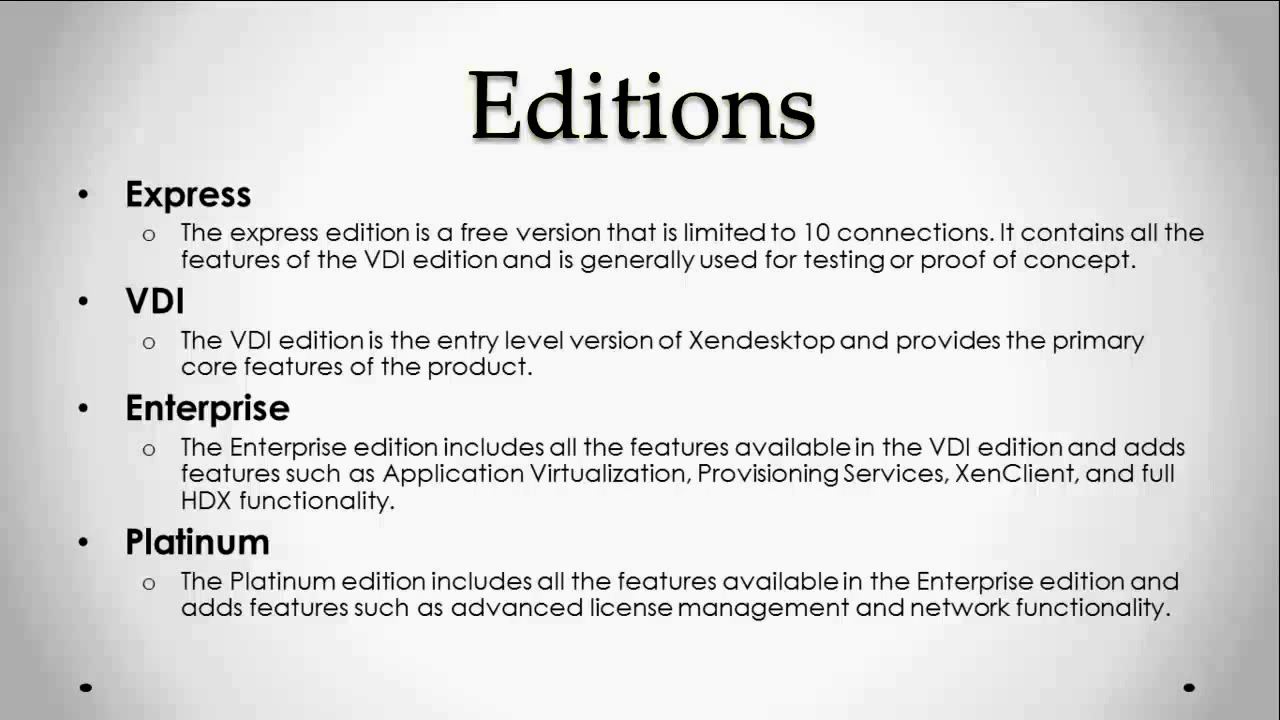 Editions
• Express
o The express edition is a free version that is limited to 10 connections. It contains all the
features of the VDI edition and is generally used for testing or proof of concept.
• VDI
o The VDI edition is the entry level version of Xendesktop and provides the primary
core features of the product.
• Enterprise
o The Enterprise edition includes all the features available in the VDI edition and adds
features such as Application Virtualization, Provisioning Services, XenClient, and full
HDX functionality.
• Platinum
o The Platinum edition includes all the features available in the Enterprise edition and
adds features such as advanced license management and network functionality.